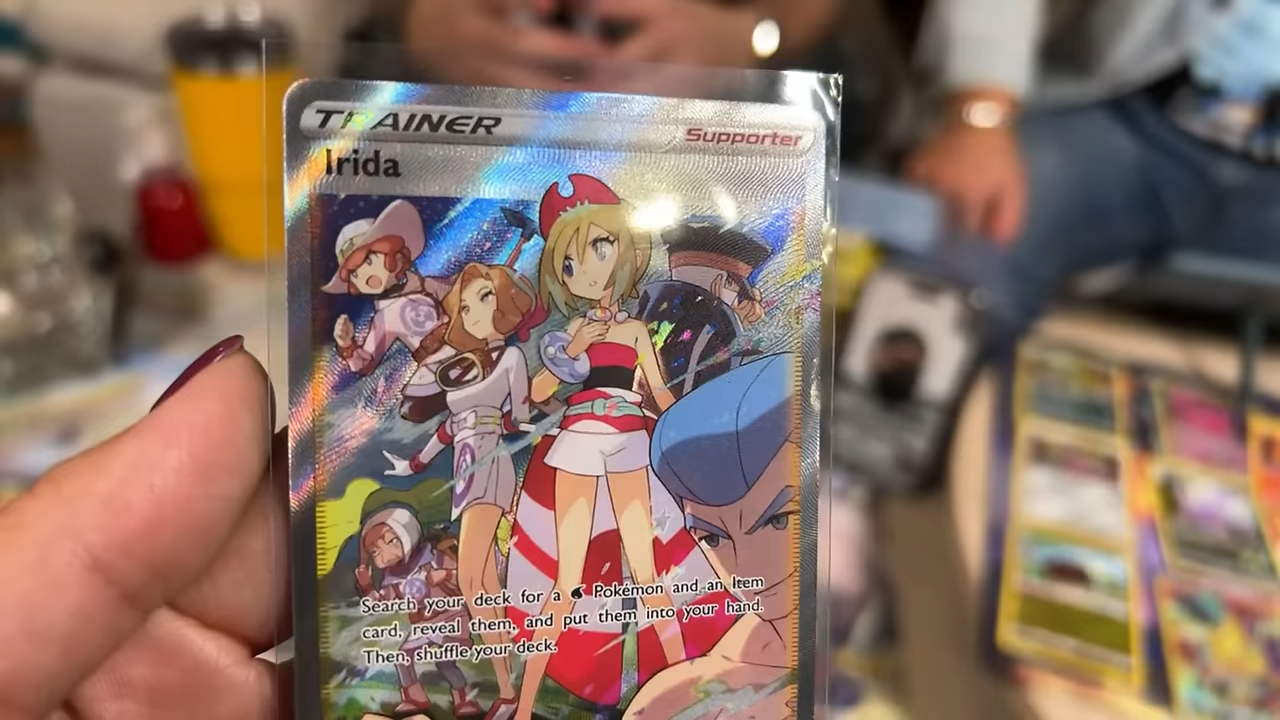 TRAINER
Supporter
Irida
Search your deck for a Pokémon and an Item
card, reveal them, and put them into your hand.
Then, shuffle your deck.